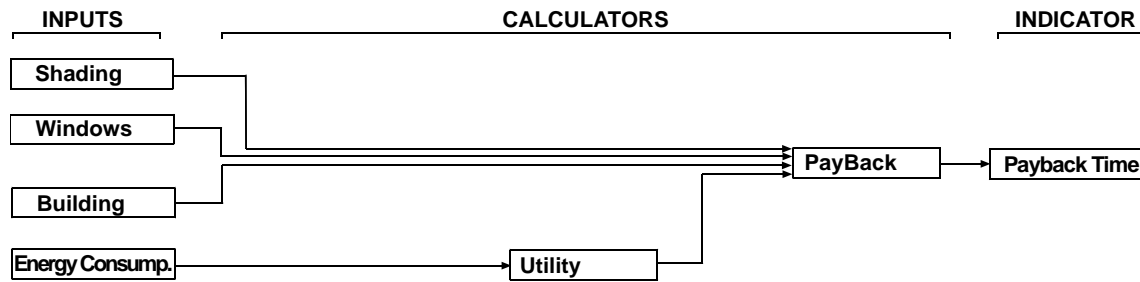 INPUTS
CALCULATORS
INDICATOR
Shading
Windows
PayBack
Payback Time
Building
Energy Consump.
Utility